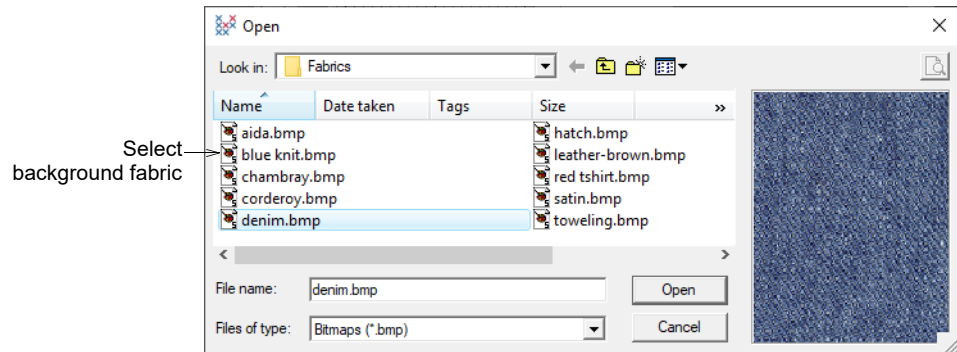 Open
Look in: Fabrics
Name Date taken Tags Size »
aida.bmp hatch.bmp
Select
blue knit.bmp leather-brown.bmp
background fabric
chambray.bmp red tshirt.bmp
corderoy.bmp satin.bmp
denim.bmp toweling.bmp
File name: denim.bmp Open
Files of type: Bitmaps (*.bmp) Cancel